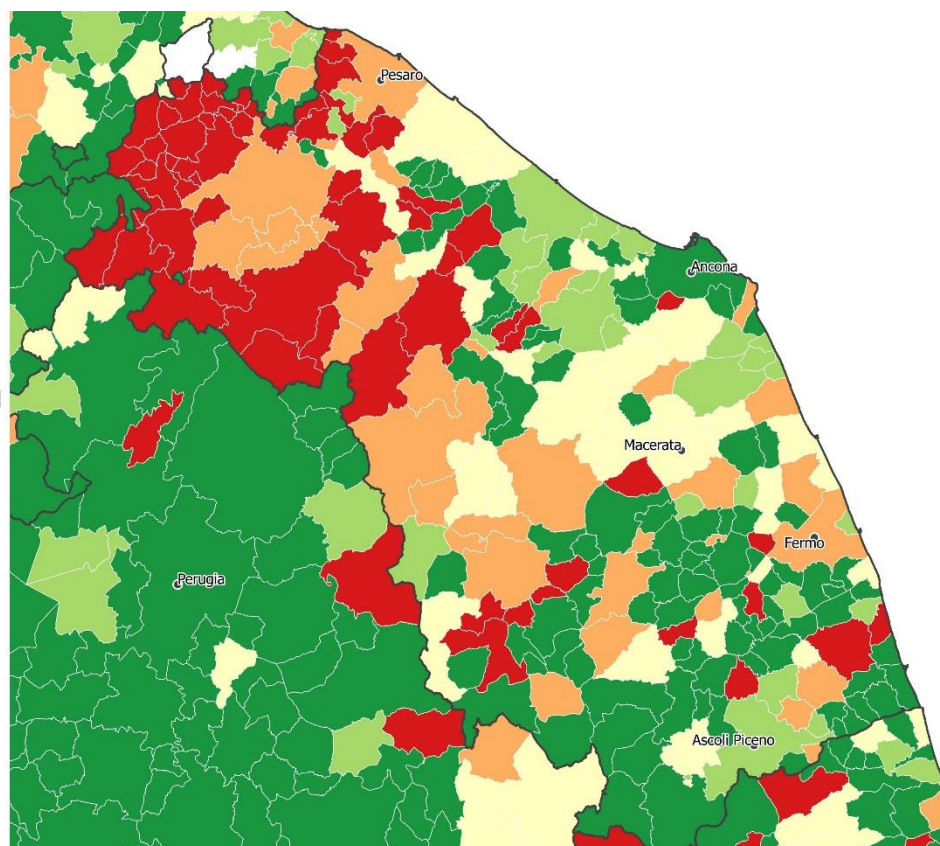 Pesaro
Ancona
Macerata
Fermo
Perugia
Ascoli Piceno